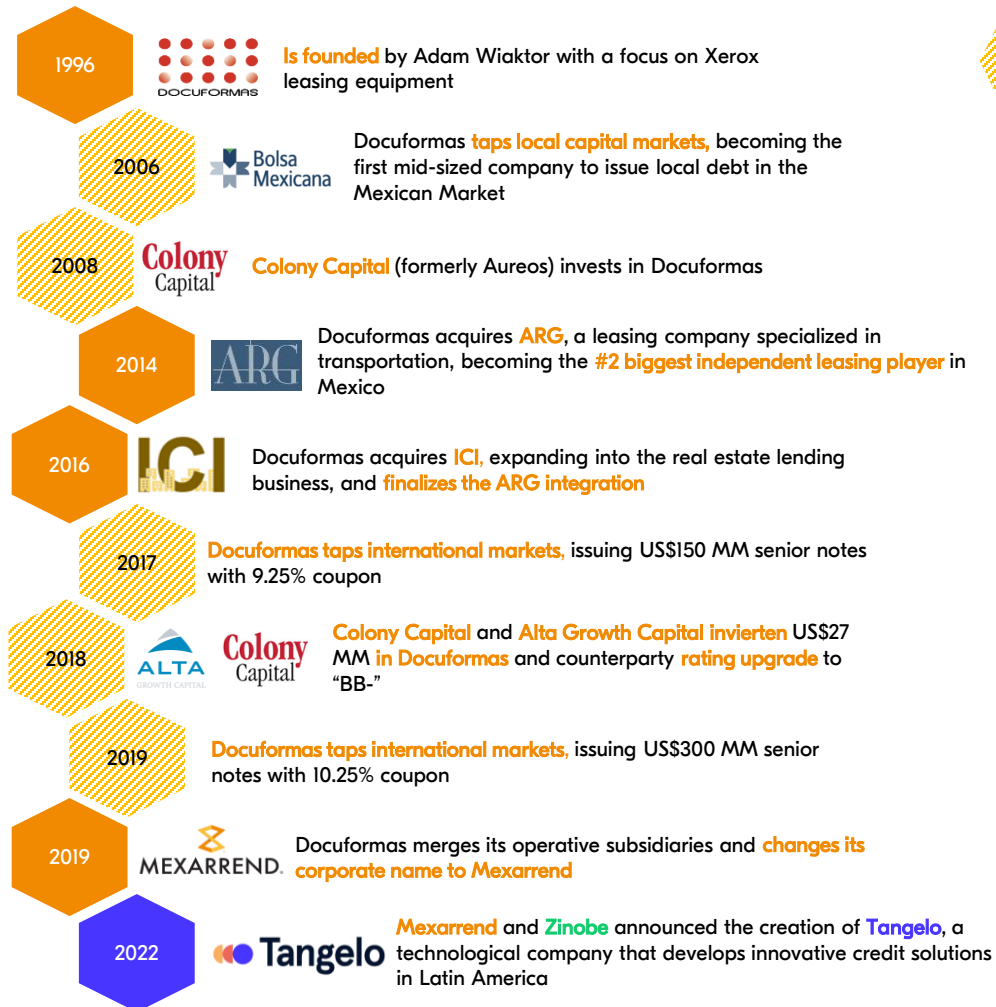 1996
DOCUFORMAS
Is founded by Adam Wiaktor with a focus on Xerox
leasing equipment
2006
Bolsa
Mexicana
Docuformas taps local capital markets, becoming the
first mid-sized company to issue local debt in the
Mexican Market
2008
Colony
Capital
Colony Capital (formerly Aureos) invests in Docuformas
2014
ARG
Docuformas acquires ARG, a leasing company specialized in
transportation, becoming the #2 biggest independent leasing player in
Mexico
2016
ICI
Docuformas acquires ICI, expanding into the real estate lending
business, and finalizes the ARG integration
2017
Docuformas taps international markets, issuing US$150 MM senior notes
with 9.25% coupon
2018
ALTA
GROWTH CAPITAL
Colony
Capital
Colony Capital and Alta Growth Capital invierten US$27
MM in Docuformas and counterparty rating upgrade to
“BB-”
2019
Docuformas taps international markets, issuing US$300 MM senior
notes with 10.25% coupon
2019
MEXARREND.
Docuformas merges its operative subsidiaries and changes its
corporate name to Mexarrend
2022
Tangelo
Mexarrend and Zinobe announced the creation of Tangelo, a
technological company that develops innovative credit solutions
in Latin America